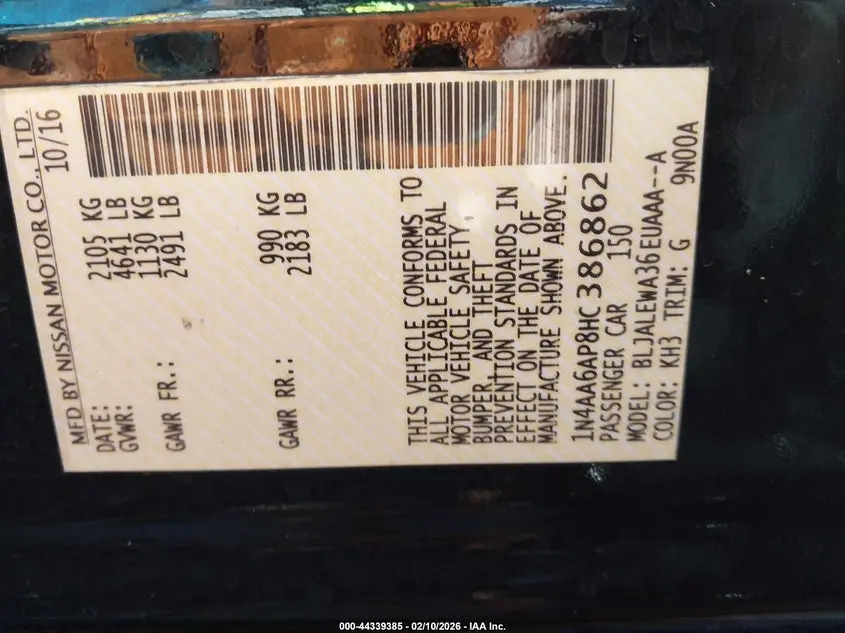 MFD BY NISSAN MOTOR CO., LTD.
DATE: 10/16
GVWR: 2105 KG
4641 LB
GAWR FR.: 1130 KG
2491 LB
GAWR RR.: 990 KG
2183 LB
THIS VEHICLE CONFORMS TO
ALL APPLICABLE FEDERAL
MOTOR VEHICLE SAFETY,
BUMPER, AND THEFT
PREVENTION STANDARDS IN
EFFECT ON THE DATE OF
MANUFACTURE SHOWN ABOVE.
1N4AA6AP8HC386862
PASSENGER CAR 150
MODEL: BLJALEWA36EUAAA--A
COLOR: KH3 TRIM: G 9N00A
000-44339385 - 02/10/2026 - IAA Inc.